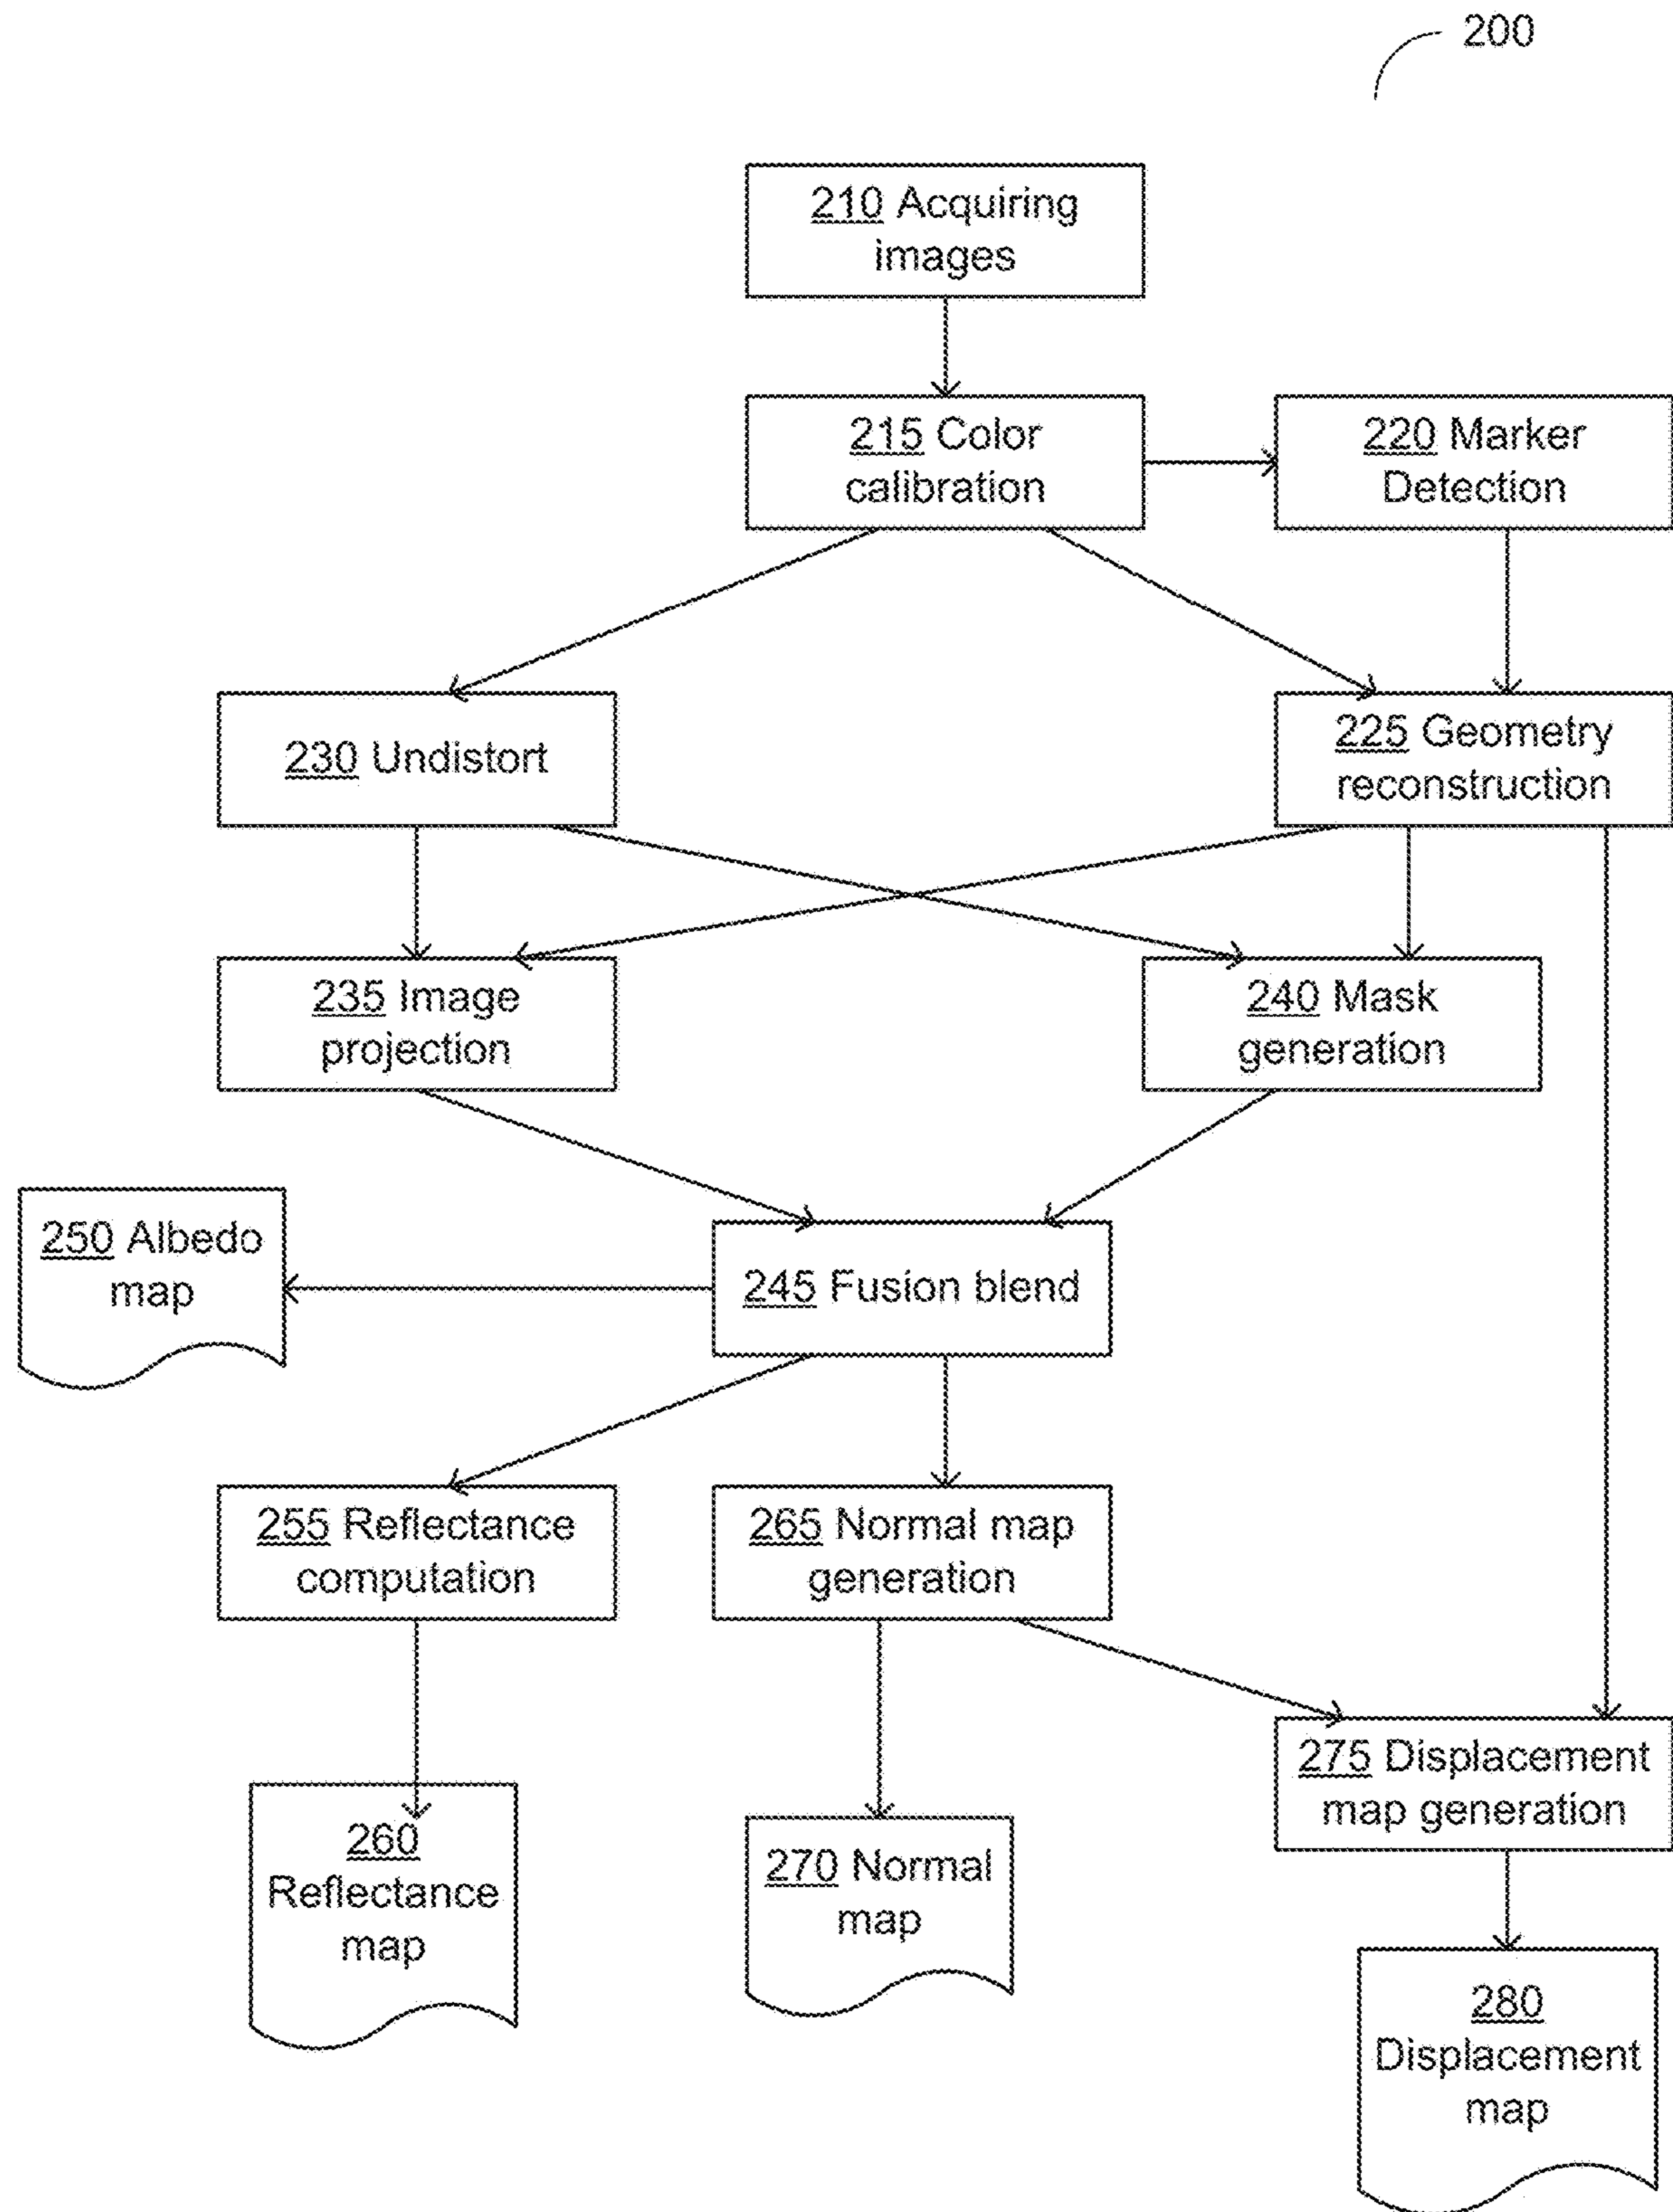 200
210 Acquiring
images
215 Color
calibration
220 Marker
Detection
230 Undistort
225 Geometry
reconstruction
235 Image
projection
240 Mask
generation
250 Albedo
map
245 Fusion blend
255 Reflectance
computation
265 Normal map
generation
275 Displacement
map generation
260
Reflectance
map
270 Normal
map
280
Displacement
map